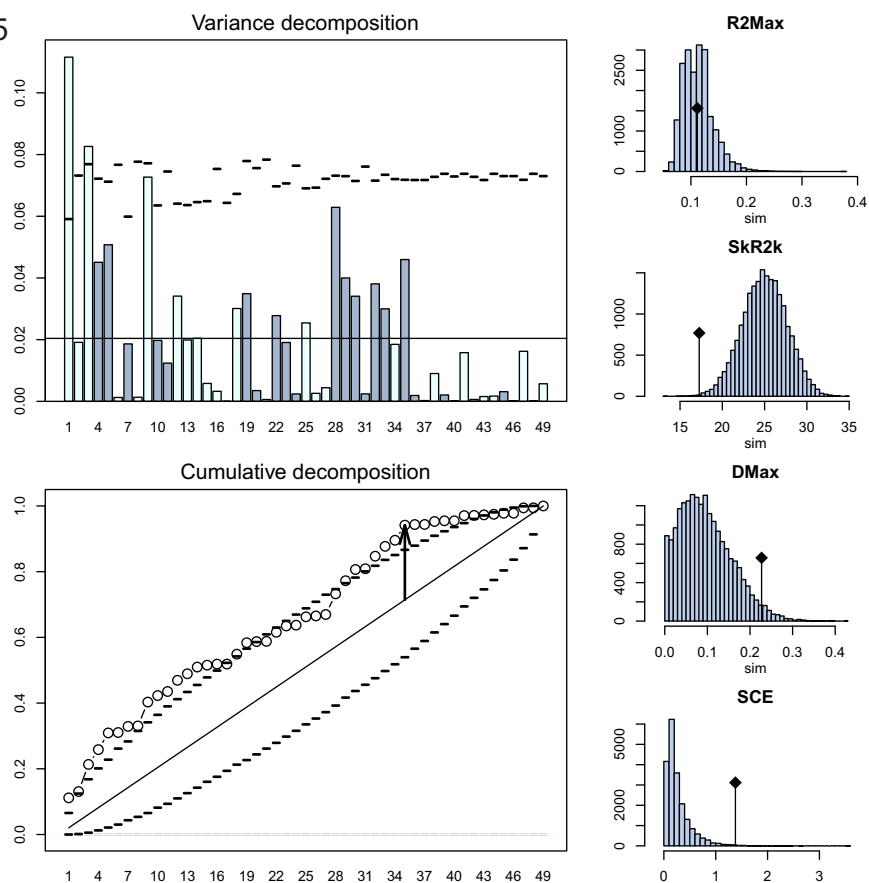 5
Variance decomposition
0.10
0.08
0.06
0.04
0.02
0.00
1 4 7 10 13 16 19 22 25 28 31 34 37 40 43 46 49
Cumulative decomposition
1.0
0.8
0.6
0.4
0.2
0.0
1 4 7 10 13 16 19 22 25 28 31 34 37 40 43 46 49
R2Max
2500
1000
0
0.1 0.2 0.3 0.4
sim
SkR2k
1000
500
0
15 20 25 30 35
sim
DMax
800
400
0
0.0 0.1 0.2 0.3 0.4
sim
SCE
5000
2000
0
0 1 2 3